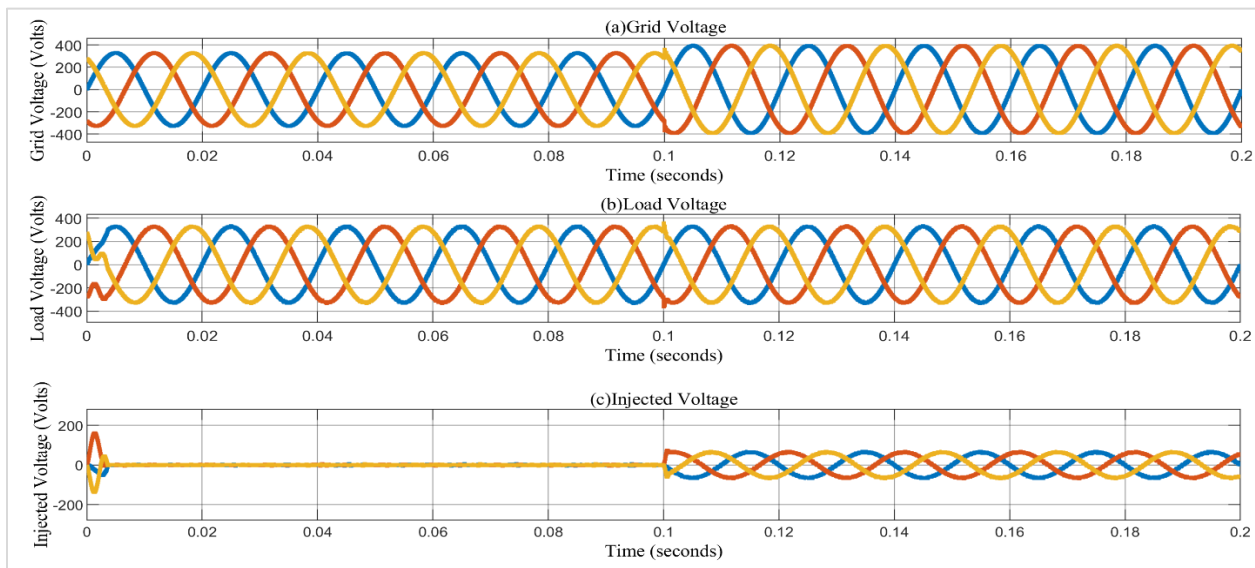 (a)Grid Voltage
Grid Voltage (Volts)
400
200
0
-200
-400
0 0.02 0.04 0.06 0.08 0.1 0.12 0.14 0.16 0.18 0.2
Time (seconds)
(b)Load Voltage
Load Voltage (Volts)
400
200
0
-200
-400
0 0.02 0.04 0.06 0.08 0.1 0.12 0.14 0.16 0.18 0.2
Time (seconds)
(c)Injected Voltage
Injected Voltage (Volts)
200
0
-200
0 0.02 0.04 0.06 0.08 0.1 0.12 0.14 0.16 0.18 0.2
Time (seconds)